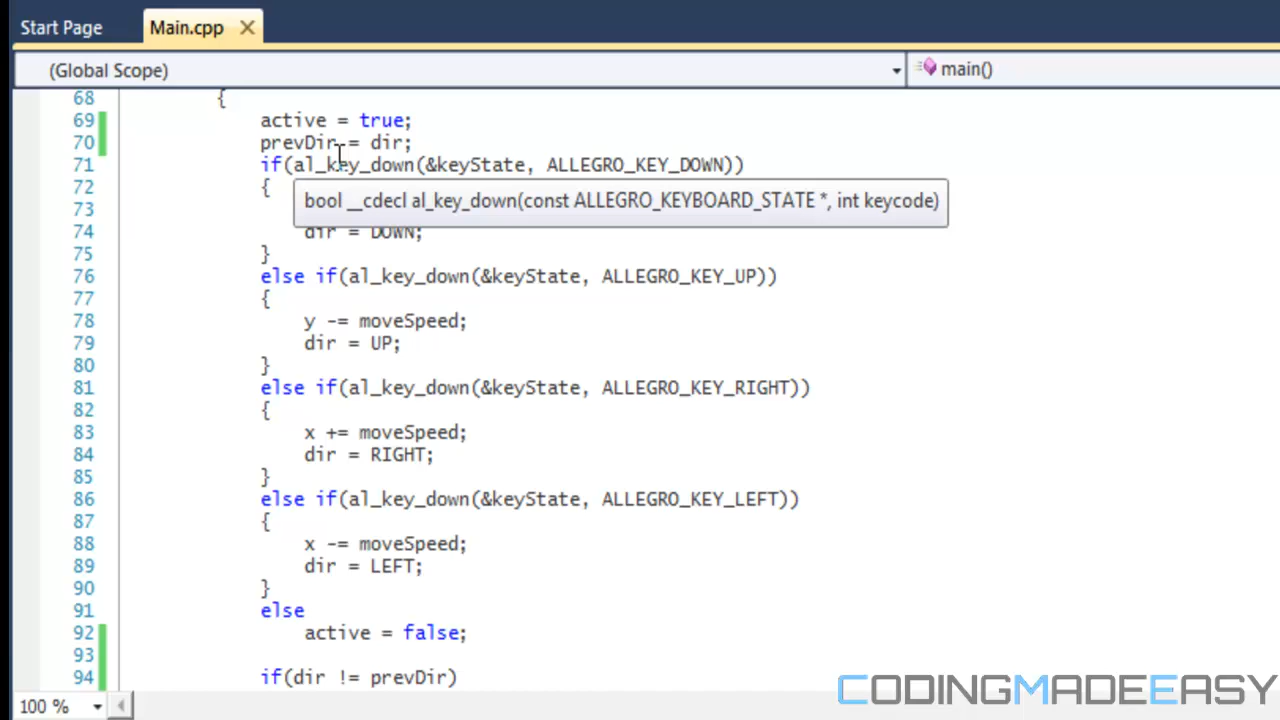 Start Page Main.cpp
(Global Scope) main()
68 {
69 active = true;
70 prevDir = dir;
71 if(al_key_down(&keyState, ALLEGRO_KEY_DOWN))
72 {
bool __cdecl al_key_down(const ALLEGRO_KEYBOARD_STATE *, int keycode)
73
74 dir = DOWN;
75 }
76 else if(al_key_down(&keyState, ALLEGRO_KEY_UP))
77 {
78 y -= moveSpeed;
79 dir = UP;
80 }
81 else if(al_key_down(&keyState, ALLEGRO_KEY_RIGHT))
82 {
83 x += moveSpeed;
84 dir = RIGHT;
85 }
86 else if(al_key_down(&keyState, ALLEGRO_KEY_LEFT))
87 {
88 x -= moveSpeed;
89 dir = LEFT;
90 }
91 else
92 active = false;
93
94 if(dir != prevDir)
100 %
CODINGMADEEASY